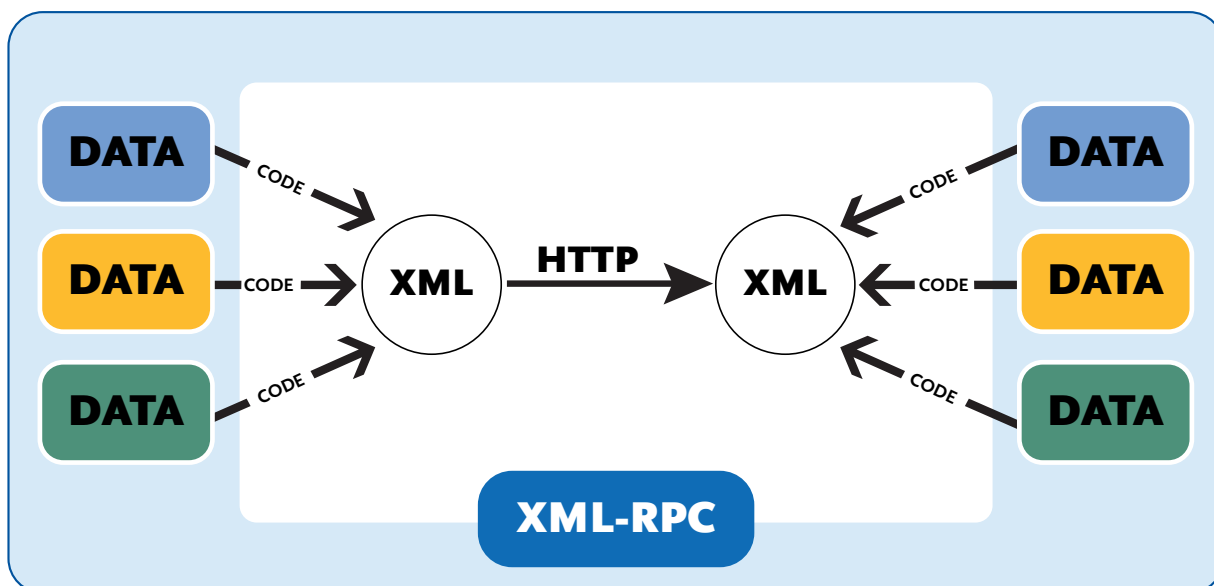 DATA
CODE
DATA
CODE
HTTP
DATA
CODE
XML
XML
CODE
DATA
DATA
CODE
CODE
DATA
XML-RPC